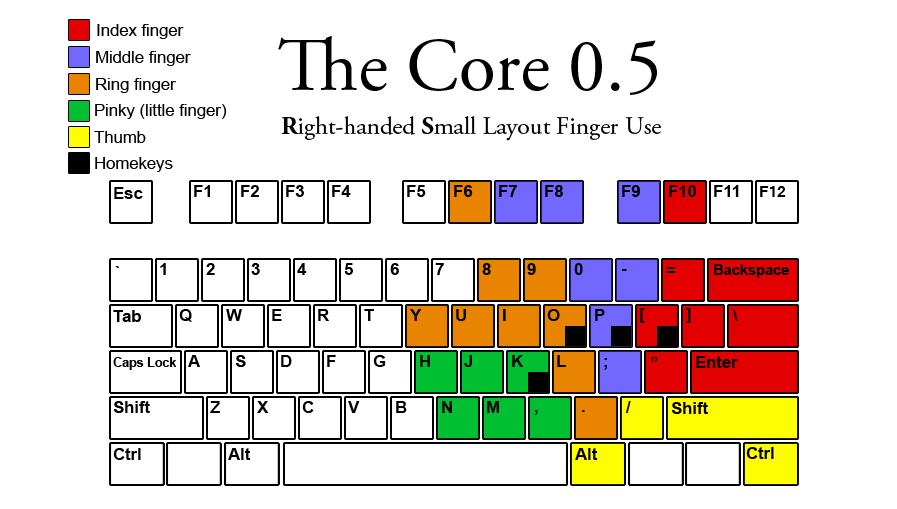 Index finger
Middle finger
Ring finger
Pinky (little finger)
Thumb
Homekeys
The Core 0.5
Right-handed Small Layout Finger Use
Esc F1 F2 F3 F4 F5 F6 F7 F8 F9 F10 F11 F12
` 1 2 3 4 5 6 7 8 9 0 - = Backspace
Tab Q W E R T Y U I O P [ ] \
Caps Lock A S D F G H J K L ; " Enter
Shift Z X C V B N M , . / Shift
Ctrl Alt Alt Ctrl